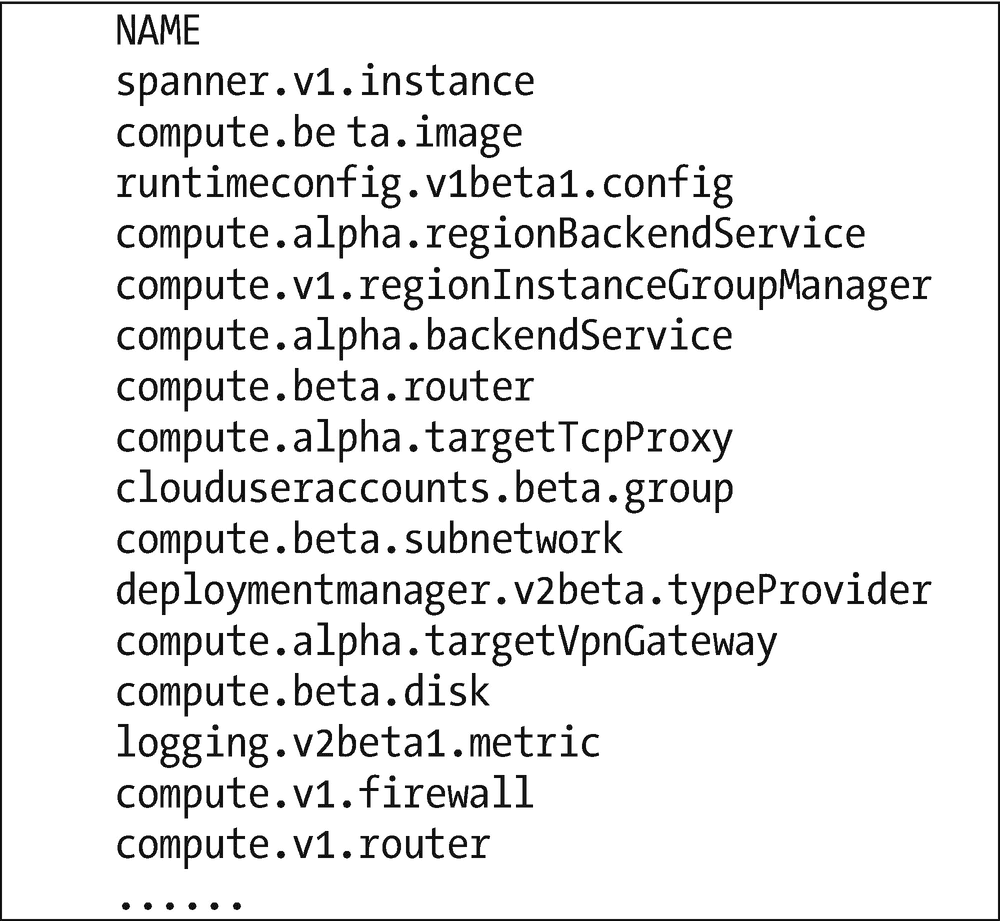 NAME
spanner.v1.instance
compute.be ta.image
runtimeconfig.v1beta1.config
compute.alpha.regionBackendService
compute.v1.regionInstanceGroupManager
compute.alpha.backendService
compute.beta.router
compute.alpha.targetTcpProxy
clouduseraccounts.beta.group
compute.beta.subnetwork
deploymentmanager.v2beta.typeProvider
compute.alpha.targetVpnGateway
compute.beta.disk
logging.v2beta1.metric
compute.v1.firewall
compute.v1.router
......